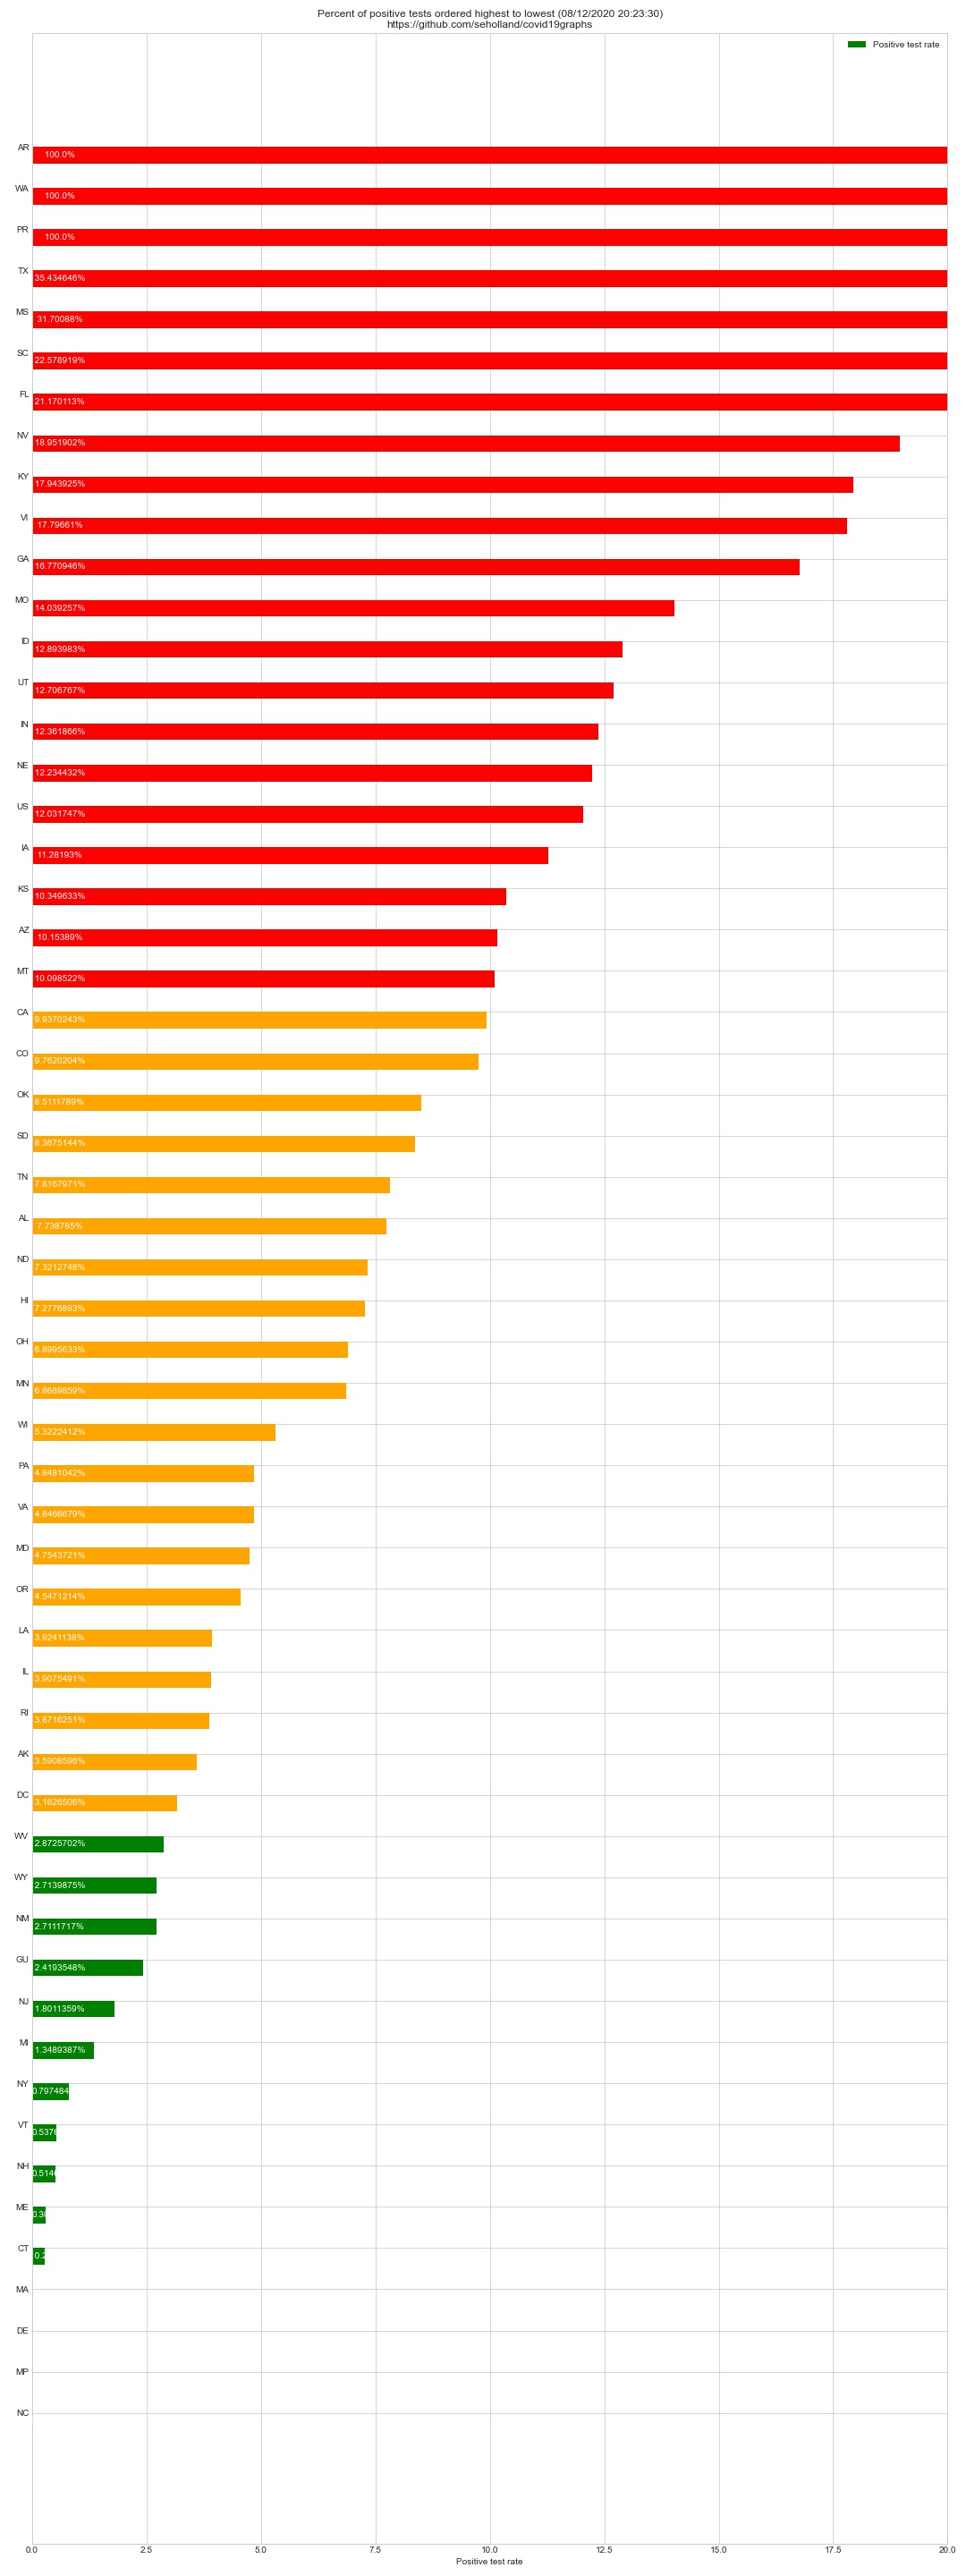 Percent of positive tests ordered highest to lowest (08/12/2020 20:23:30)
https://github.com/seholland/covid19graphs
Positive test rate
AR 100.0%
WA 100.0%
PR 100.0%
TX 35.434646%
MS 31.70088%
SC 22.578919%
FL 21.170113%
NV 18.951902%
KY 17.943925%
VI 17.79661%
GA 16.770946%
MO 14.039257%
ID 12.893983%
UT 12.706767%
IN 12.361866%
NE 12.234432%
US 12.031747%
IA 11.28193%
KS 10.349633%
AZ 10.15389%
MT 10.098522%
CA 9.9370243%
CO 9.7620204%
OK 8.5111789%
SD 8.3675144%
TN 7.8167971%
AL 7.738785%
ND 7.3212748%
HI 7.2776893%
OH 6.8995633%
MN 6.8689859%
WI 5.3222412%
PA 4.8481042%
VA 4.8466679%
MD 4.7543721%
OR 4.5471214%
LA 3.9241138%
IL 3.9075491%
RI 3.8716251%
AK 3.5908596%
DC 3.1626506%
WV 2.8725702%
WY 2.7139875%
NM 2.7111717%
GU 2.4193548%
NJ 1.8011359%
MI 1.3489387%
NY 0.797484
VT
NH
ME
CT
MA
DE
MP
NC
0.0 2.5 5.0 7.5 10.0 12.5 15.0 17.5 20.0
Positive test rate